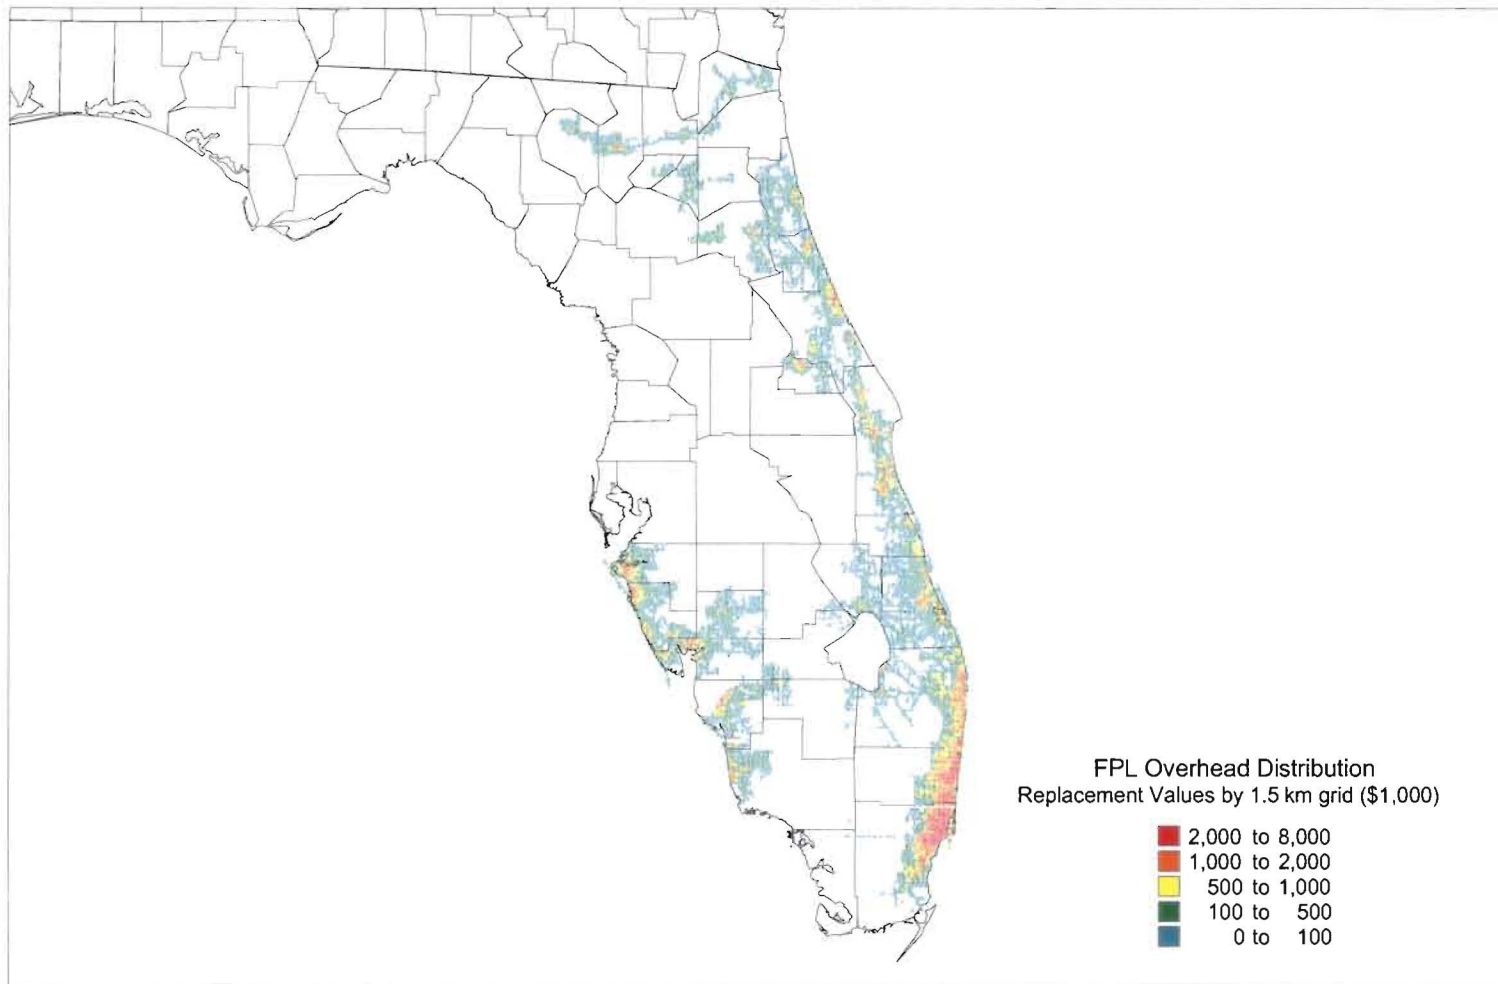 FPL Overhead Distribution
Replacement Values by 1.5 km grid ($1,000)
2,000 to 8,000
1,000 to 2,000
500 to 1,000
100 to 500
0 to 100